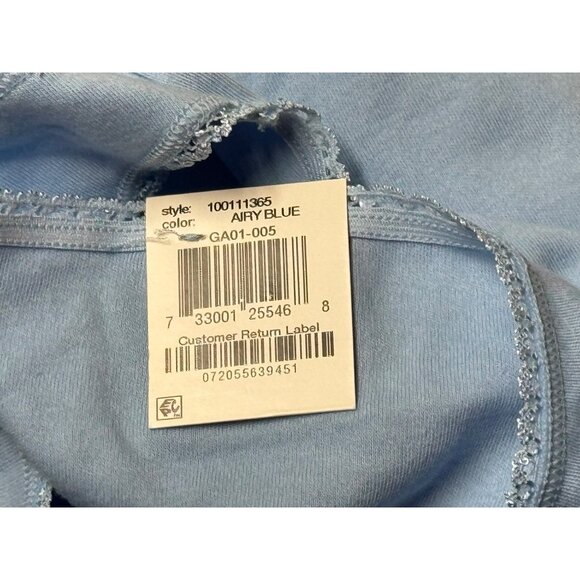 style: 100111365
color: AIRY BLUE
GA01-005
7 33001 25546 8
Customer Return Label
072055639451